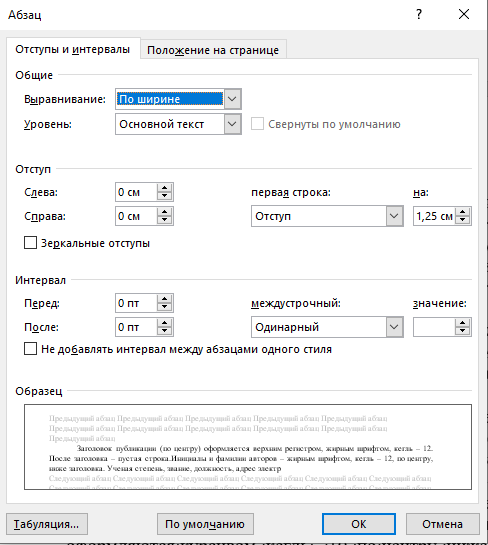 Абзац ? ×
Отступы и интервалы Положение на странице
Общие
Выравнивание: По ширине
Уровень: Основной текст Свернуты по умолчанию
Отступ
Слева: 0 см первая строка: на:
Справа: 0 см Отступ 1,25 см
Зеркальные отступы
Интервал
Перед: 0 пт междустрочный: значение:
После: 0 пт Одинарный
Не добавлять интервал между абзацами одного стиля
Образец
Предыдущий абзац Предыдущий абзац Предыдущий абзац Предыдущий абзац Предыдущий абзац
Предыдущий абзац Предыдущий абзац Предыдущий абзац Предыдущий абзац Предыдущий абзац
Предыдущий абзац
Заголовок публикации (по центру) оформляется верхним регистром, жирным шрифтом, кегль – 12.
После заголовка – пустая строка.Инициалы и фамилии авторов – жирным шрифтом, кегль – 12, по центру,
ниже заголовка. Ученая степень, звание, должность, адрес электр
Следующий абзац Следующий абзац Следующий абзац Следующий абзац Следующий абзац
Следующий абзац Следующий абзац Следующий абзац Следующий абзац Следующий абзац
Табуляция... По умолчанию ОК Отмена